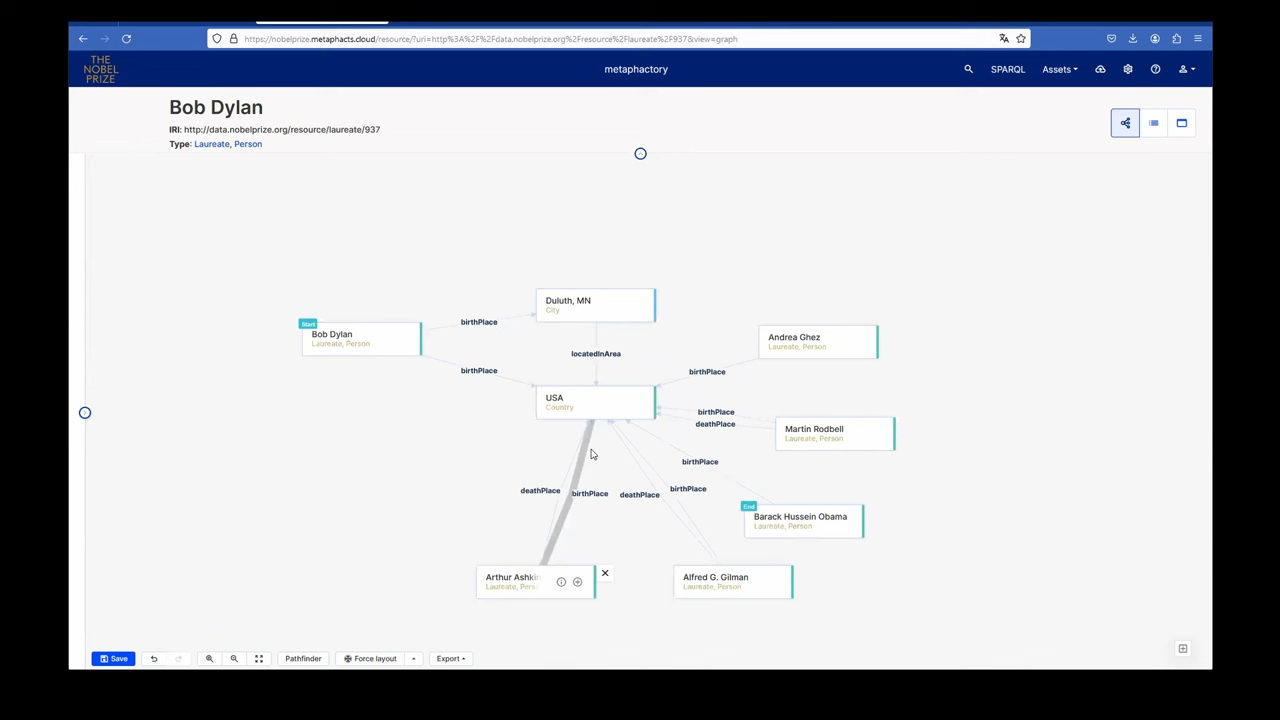 https://nobelprize.metaphacts.cloud/resource/?uri=http%3A%2F%2Fdata.nobelprize.org%2Fresource%2Flaureate%2F937&view=graph
THE
NOBEL
PRIZE
metaphactory
SPARQL
Assets
Bob Dylan
IRI: http://data.nobelprize.org/resource/laureate/937
Type: Laureate, Person
Duluth, MN
City
Start
Bob Dylan
Laureate, Person
birthPlace
Andrea Ghez
Laureate, Person
locatedInArea
birthPlace
birthPlace
USA
Country
birthPlace
deathPlace
Martin Rodbell
Laureate, Person
birthPlace
deathPlace
birthPlace
deathPlace
birthPlace
End
Barack Hussein Obama
Laureate, Person
Arthur Ashkin
Laureate, Perso
Alfred G. Gilman
Laureate, Person
Save
Pathfinder
Force layout
Export